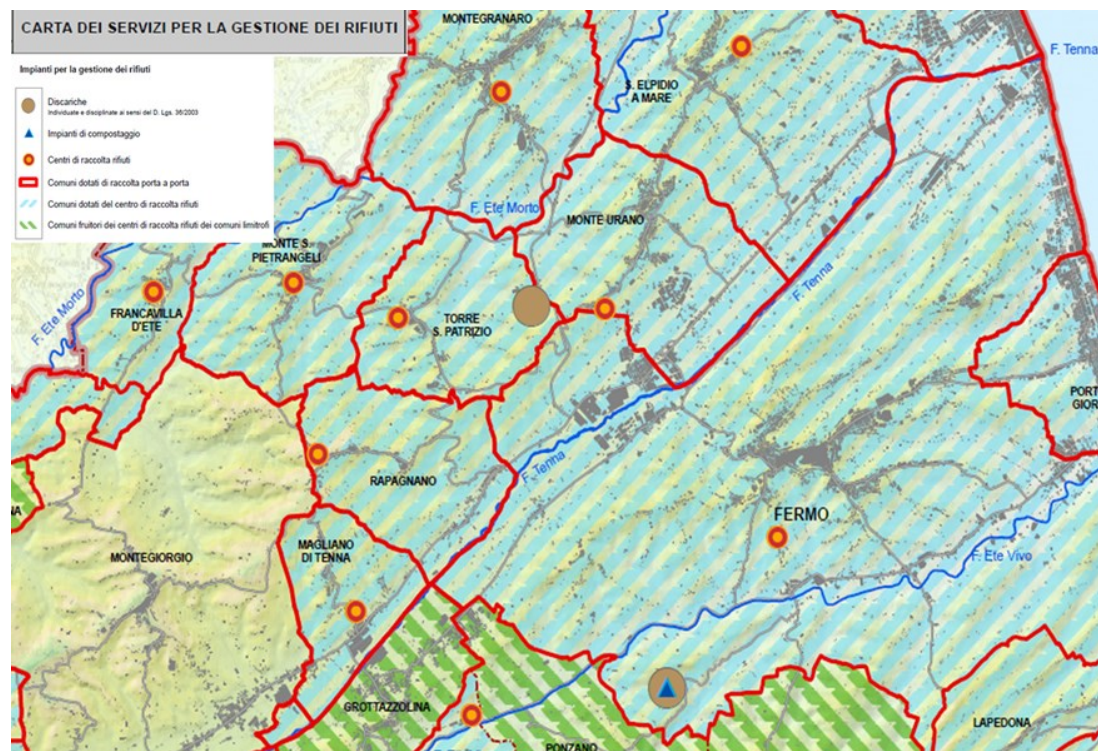 CARTA DEI SERVIZI PER LA GESTIONE DEI RIFIUTI
Impianti per la gestione dei rifiuti
Discariche
Individuate e disciplinate ai sensi del D. Lgs. 36/2003
Impianti di compostaggio
Centri di raccolta rifiuti
Comuni dotati di raccolta porta a porta
Comuni dotati del centro di raccolta rifiuti
Comuni fruitori dei centri di raccolta rifiuti dei comuni limitrofi
MONTEGRANARO
F. Tenna
S. ELPIDIO
A MARE
F. Ete Morto
MONTE URANO
MONTE S.
PIETRANGELI
F. Tenna
F. Ete Morto
FRANCAVILLA
D'ETE
TORRE
S. PATRIZIO
PORT
GIOR
F. Tenna
RAPAGNANO
NA
FERMO
MAGLIANO
DI TENNA
MONTEGIORGIO
F. Ete Vivo
GROTTAZZOLINA
LAPEDONA
PONZANO